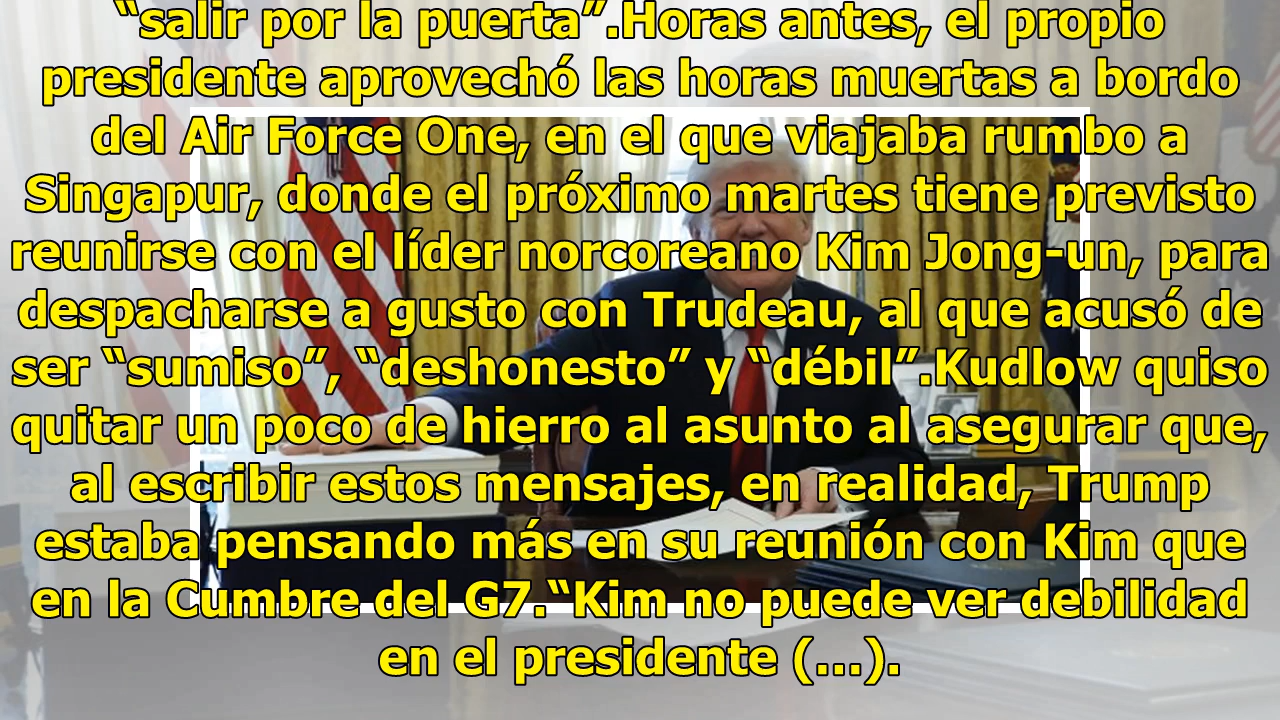 “salir por la puerta”.Horas antes, el propio
presidente aprovechó las horas muertas a bordo
del Air Force One, en el que viajaba rumbo a
Singapur, donde el próximo martes tiene previsto
reunirse con el líder norcoreano Kim Jong-un, para
despacharse a gusto con Trudeau, al que acusó de
ser “sumiso”, “deshonesto” y “débil”.Kudlow quiso
quitar un poco de hierro al asunto al asegurar que,
al escribir estos mensajes, en realidad, Trump
estaba pensando más en su reunión con Kim que
en la Cumbre del G7.“Kim no puede ver debilidad
en el presidente (...).